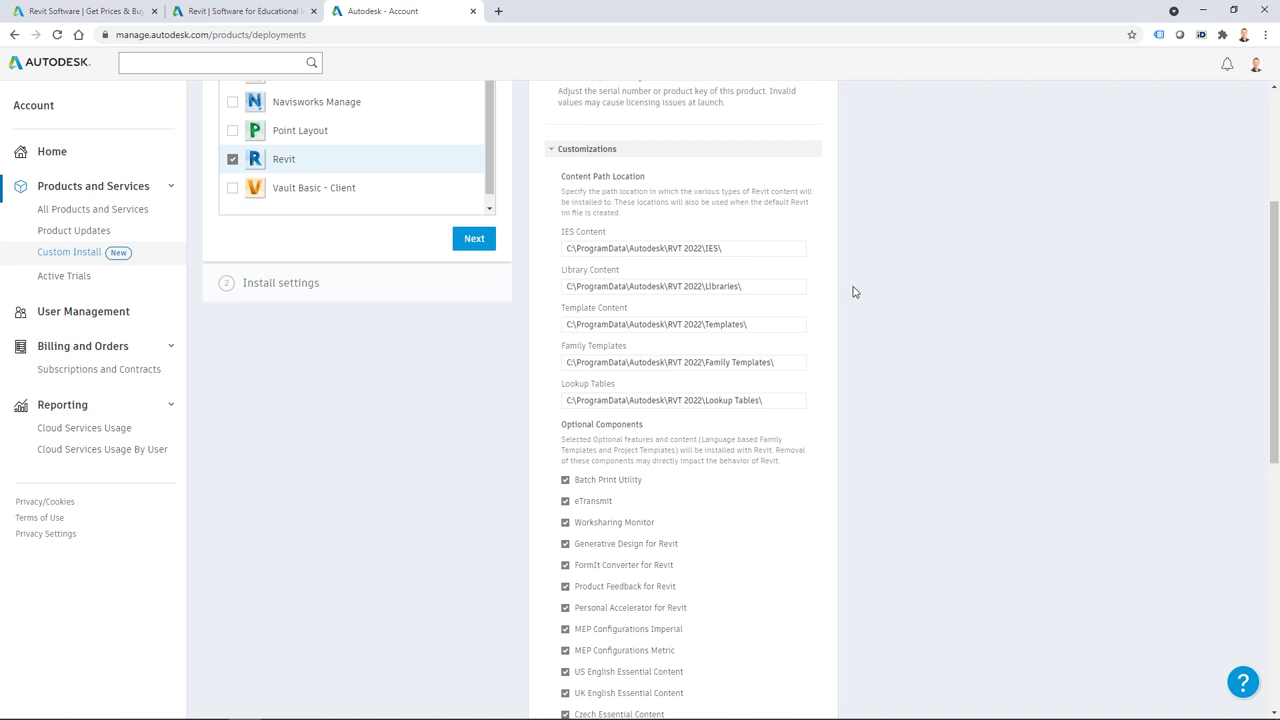 Revit Software | Get Prices & Buy
Revit | Software for Educational I
Autodesk - Account
manage.autodesk.com/products/deployments
AUTODESK.
Account
Home
Products and Services
All Products and Services
Product Updates
Custom Install New
Active Trials
User Management
Billing and Orders
Subscriptions and Contracts
Reporting
Cloud Services Usage
Cloud Services Usage By User
Privacy/Cookies
Terms of Use
Privacy Settings
Navisworks Manage
Point Layout
Revit
Vault Basic - Client
Next
2 Install settings
Adjust the serial number or product key of this product. Invalid
values may cause licensing issues at launch.
Customizations
Content Path Location
Specify the path location in which the various types of Revit content will
be installed to. These locations will also be used when the default Revit
ini file is created.
IES Content
C:\ProgramData\Autodesk\RVT 2022\IES\
Library Content
C:\ProgramData\Autodesk\RVT 2022\Libraries\
Template Content
C:\ProgramData\Autodesk\RVT 2022\Templates\
Family Templates
C:\ProgramData\Autodesk\RVT 2022\Family Templates\
Lookup Tables
C:\ProgramData\Autodesk\RVT 2022\Lookup Tables\
Optional Components
Selected Optional features and content (Language based Family
Templates and Project Templates) will be installed with Revit. Removal
of these components may directly impact the behavior of Revit.
Batch Print Utility
eTransmit
Worksharing Monitor
Generative Design for Revit
FormIt Converter for Revit
Product Feedback for Revit
Personal Accelerator for Revit
MEP Configurations Imperial
MEP Configurations Metric
US English Essential Content
UK English Essential Content
Czech Essential Content